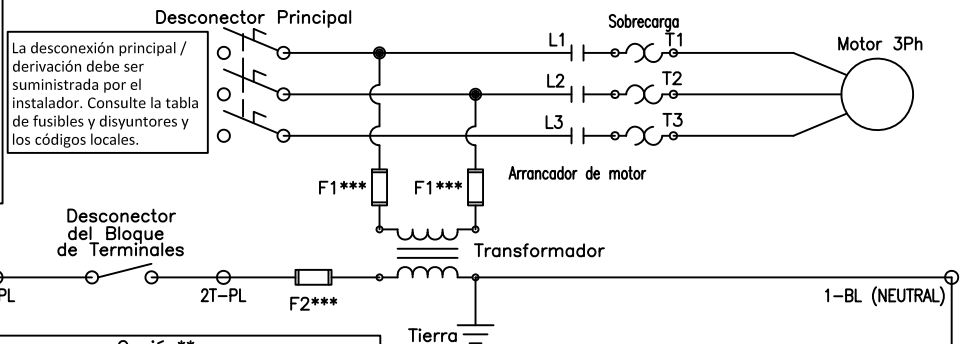 Desconector Principal
La desconexión principal /
derivación debe ser
suministrada por el
instalador. Consulte la tabla
de fusibles y disyuntores y
los códigos locales.
Sobrecarga
L1
T1
Motor 3Ph
L2
T2
L3
T3
F1***
F1***
Arrancador de motor
Desconector
del Bloque
de Terminales
Transformador
PL
2T-PL
F2***
1-BL (NEUTRAL)
Tierra